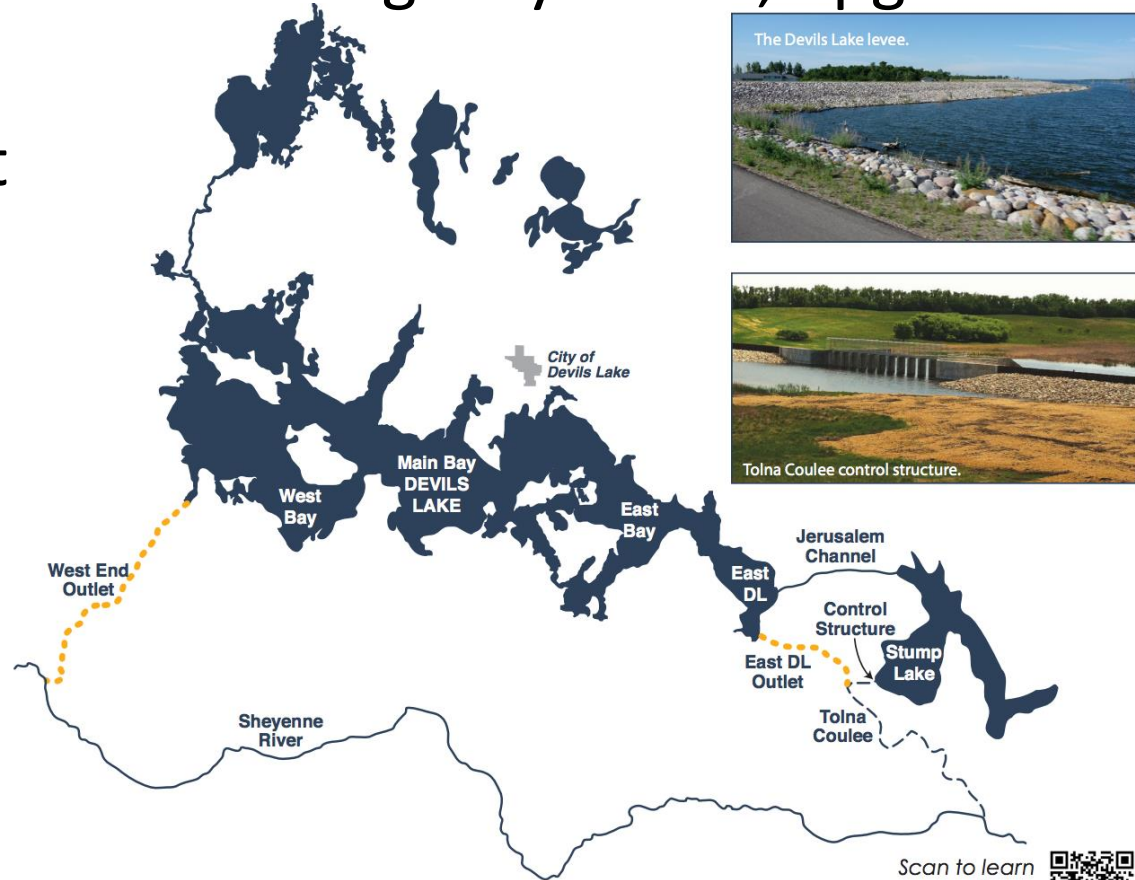 The Devils Lake levee.
t
City of
Devils Lake
Tolna Coulee control structure.
Main Bay
DEVILS
LAKE
West
Bay
East
Bay
Jerusalem
Channel
West End
Outlet
East
DL
Control
Structure
Stump
Lake
East DL
Outlet
Tolna
Coulee
Sheyenne
River
Scan to learn